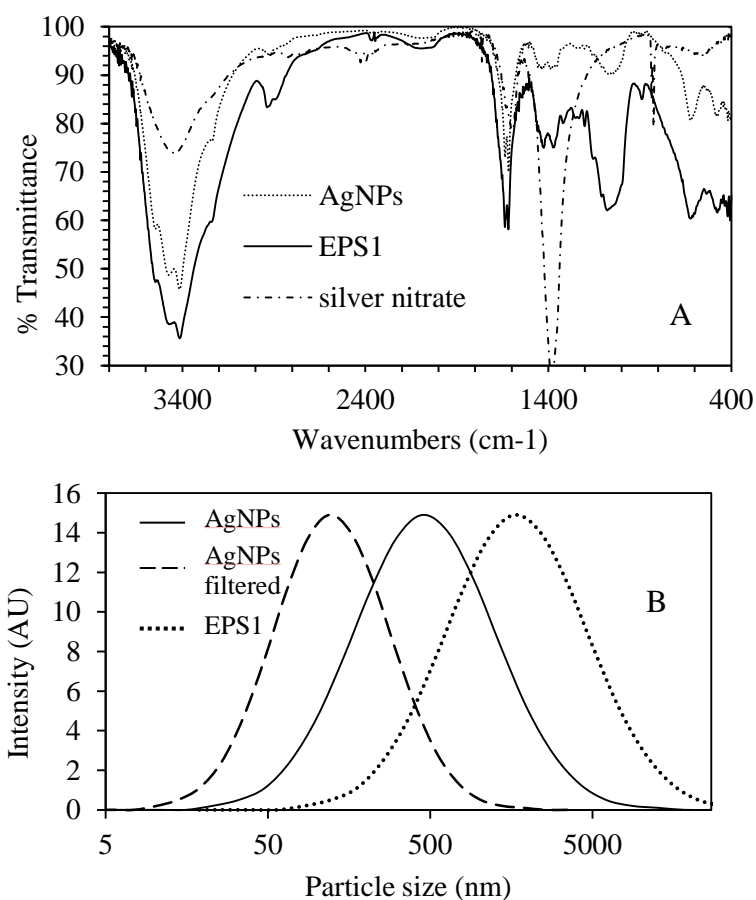 100
90
80
70
60
50
40
30
% Transmittance
AgNPs
EPS1
silver nitrate
A
3400 2400 1400 400
Wavenumbers (cm-1)
16
14
12
10
8
6
4
2
0
Intensity (AU)
AgNPs
AgNPs
filtered
EPS1
B
5 50 500 5000
Particle size (nm)